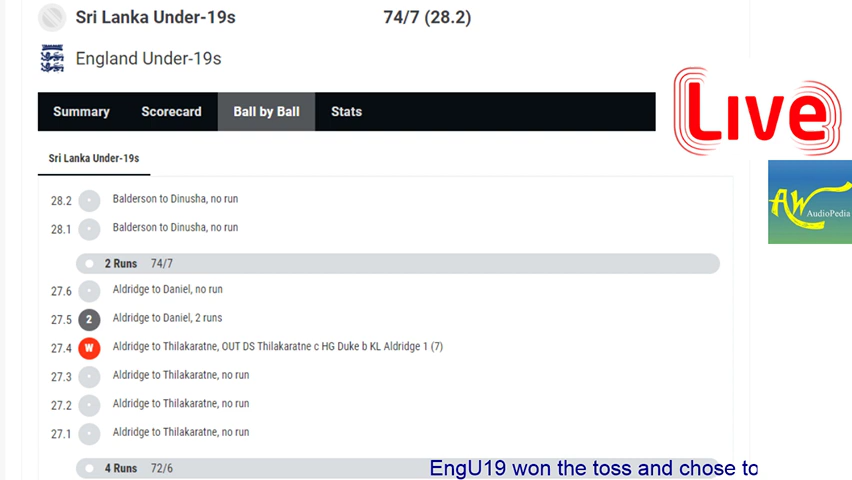 Sri Lanka Under-19s 74/7 (28.2)
England Under-19s
Summary Scorecard Ball by Ball Stats
Live
Sri Lanka Under-19s
AW AudioPedia
28.2 Balderson to Dinusha, no run
28.1 Balderson to Dinusha, no run
2 Runs 74/7
27.6 Aldridge to Daniel, no run
27.5 2 Aldridge to Daniel, 2 runs
27.4 W Aldridge to Thilakaratne, OUT DS Thilakaratne c HG Duke b KL Aldridge 1 (7)
27.3 Aldridge to Thilakaratne, no run
27.2 Aldridge to Thilakaratne, no run
27.1 Aldridge to Thilakaratne, no run
4 Runs 72/6
EngU19 won the toss and chose to